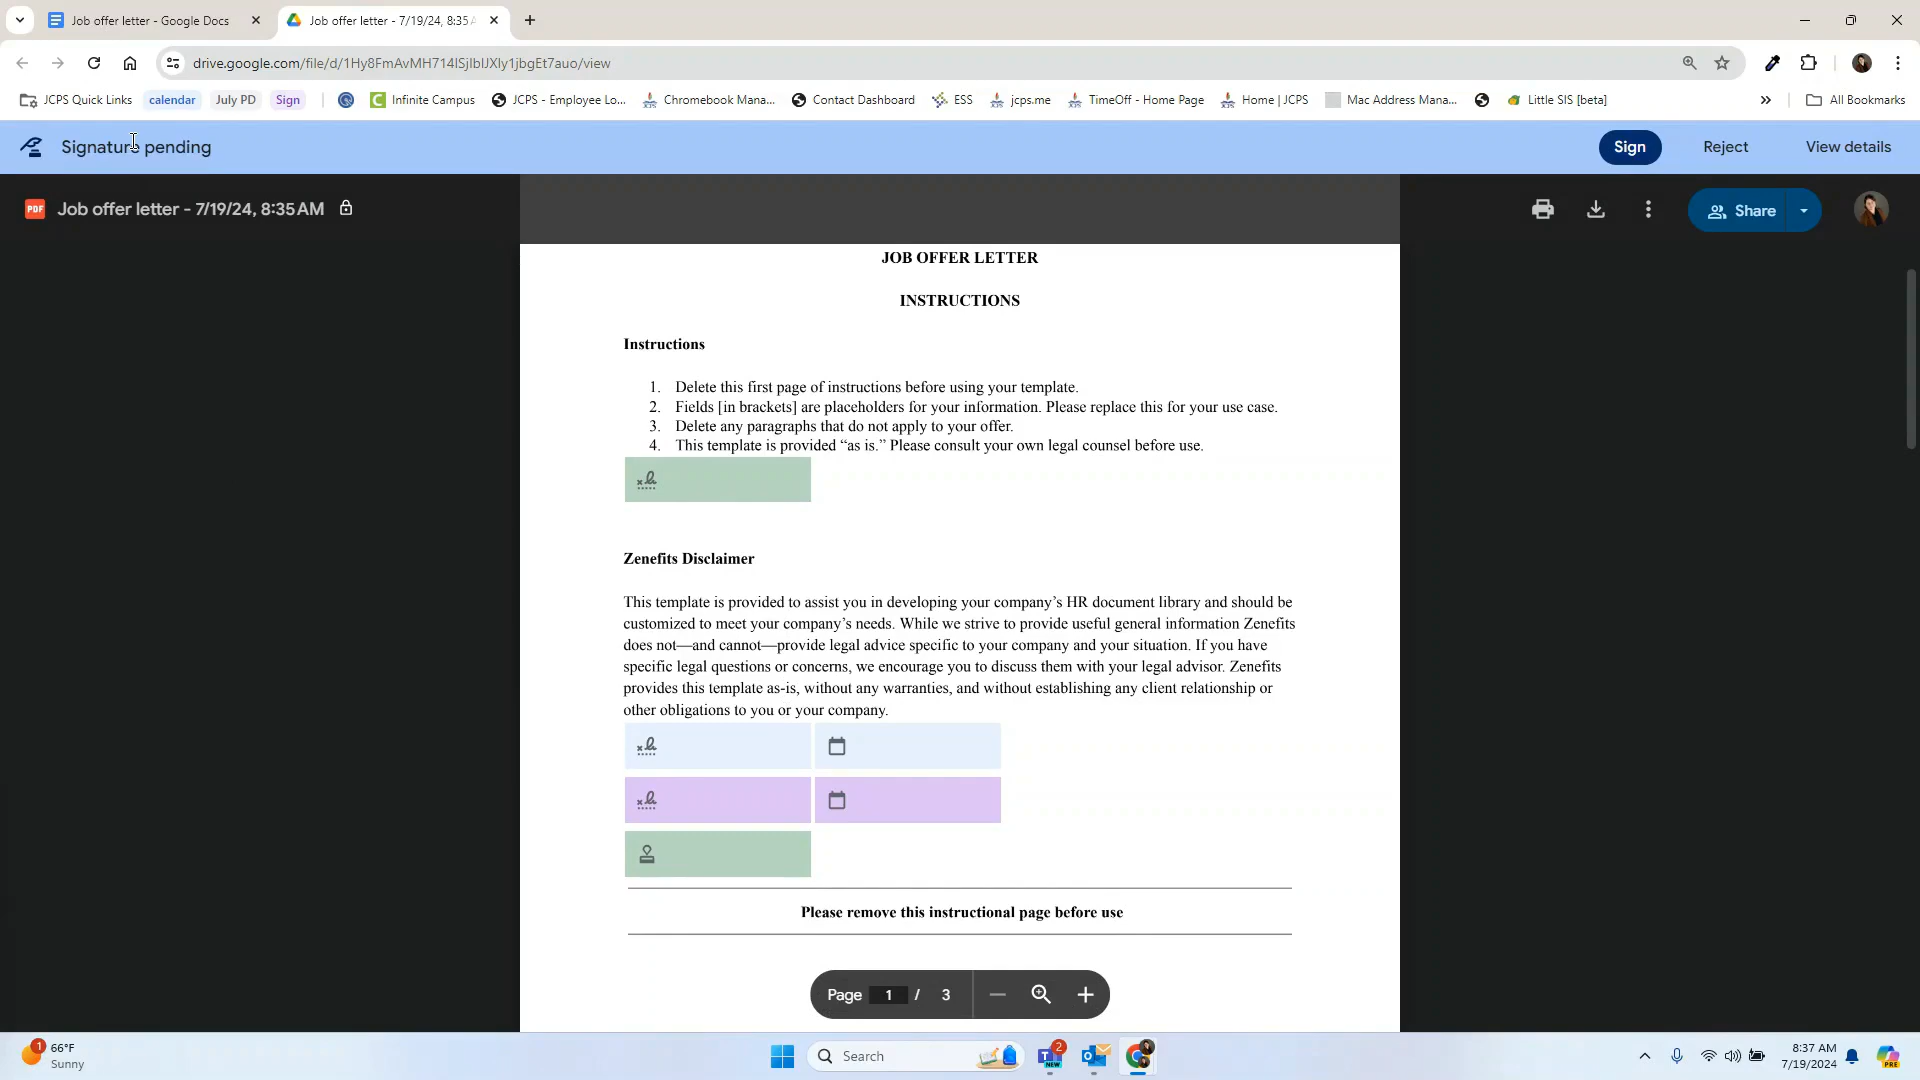 Job offer letter - Google Docs
Job offer letter - 7/19/24, 8:35 A
drive.google.com/file/d/1Hy8FmAvMH714lSjIblJXly1jbgEt7auo/view
JCPS Quick Links
calendar
July PD
Sign
Infinite Campus
JCPS - Employee Lo...
Chromebook Mana...
Contact Dashboard
ESS
jcps.me
TimeOff - Home Page
Home | JCPS
Mac Address Mana...
Little SIS [beta]
All Bookmarks
Signature pending
Sign
Reject
View details
PDF
Job offer letter - 7/19/24, 8:35 AM
Share
JOB OFFER LETTER
INSTRUCTIONS
Instructions
1. Delete this first page of instructions before using your template.
2. Fields [in brackets] are placeholders for your information. Please replace this for your use case.
3. Delete any paragraphs that do not apply to your offer.
4. This template is provided “as is.” Please consult your own legal counsel before use.
Zenefits Disclaimer
This template is provided to assist you in developing your company’s HR document library and should be
customized to meet your company’s needs. While we strive to provide useful general information Zenefits
does not—and cannot—provide legal advice specific to your company and your situation. If you have
specific legal questions or concerns, we encourage you to discuss them with your legal advisor. Zenefits
provides this template as-is, without any warranties, and without establishing any client relationship or
other obligations to you or your company.
Please remove this instructional page before use
Page 1 / 3
1
66°F
Sunny
Search
2
NEW
8:37 AM
7/19/2024
PRE